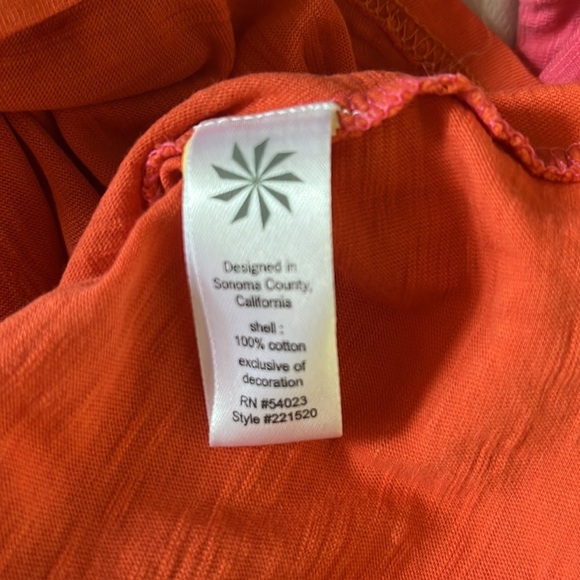 Designed in
Sonoma County,
California
shell :
100% cotton
exclusive of
decoration
RN #54023
Style #221520